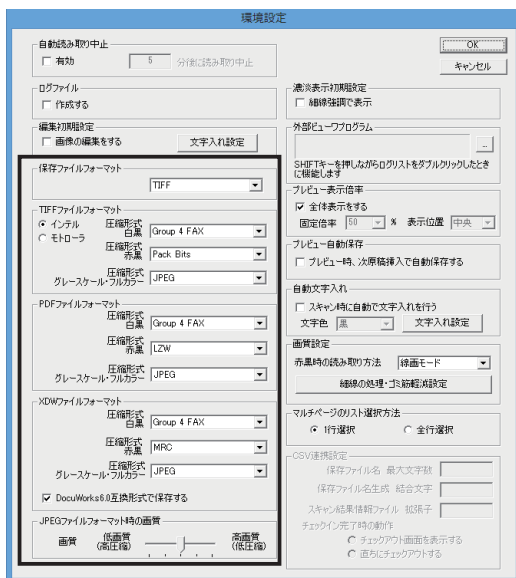 環境設定
自動読み取り中止
有効 5 分後に読み取り中止
ログファイル
作成する
編集初期設定
画像の編集をする 文字入れ設定
保存ファイルフォーマット
TIFF
TIFFファイルフォーマット
インテル
モトローラ
圧縮形式
白黒 Group 4 FAX
圧縮形式
赤黒 Pack Bits
圧縮形式
グレースケール・フルカラー JPEG
PDFファイルフォーマット
圧縮形式
白黒 Group 4 FAX
圧縮形式
赤黒 LZW
圧縮形式
グレースケール・フルカラー JPEG
XDWファイルフォーマット
圧縮形式
白黒 Group 4 FAX
圧縮形式
赤黒 MRC
圧縮形式
グレースケール・フルカラー JPEG
DocuWorks6.0互換形式で保存する
JPEGファイルフォーマット時の画質
画質 低画質 高画質
(高圧縮) (低圧縮)
OK
キャンセル
濃淡表示初期設定
細線強調で表示
外部ビューワプログラム
...
SHIFTキーを押しながらログリストをダブルクリックしたとき
に機能します
プレビュー表示倍率
全体表示をする
固定倍率 50 % 表示位置 中央
プレビュー自動保存
プレビュー時、次原稿挿入で自動保存する
自動文字入れ
スキャン時に自動で文字入れを行う
文字色 黒 文字入れ設定
画質設定
赤黒時の読み取り方法 線画モード
細線の処理・ゴミ筋軽減設定
マルチページのリスト選択方法
1行選択 全行選択
CSV連携設定
保存ファイル名 最大文字数
保存ファイル名生成 結合文字
スキャン結果情報ファイル 拡張子
チェックイン完了時の動作
チェックアウト画面を表示する
直ちにチェックアウトする